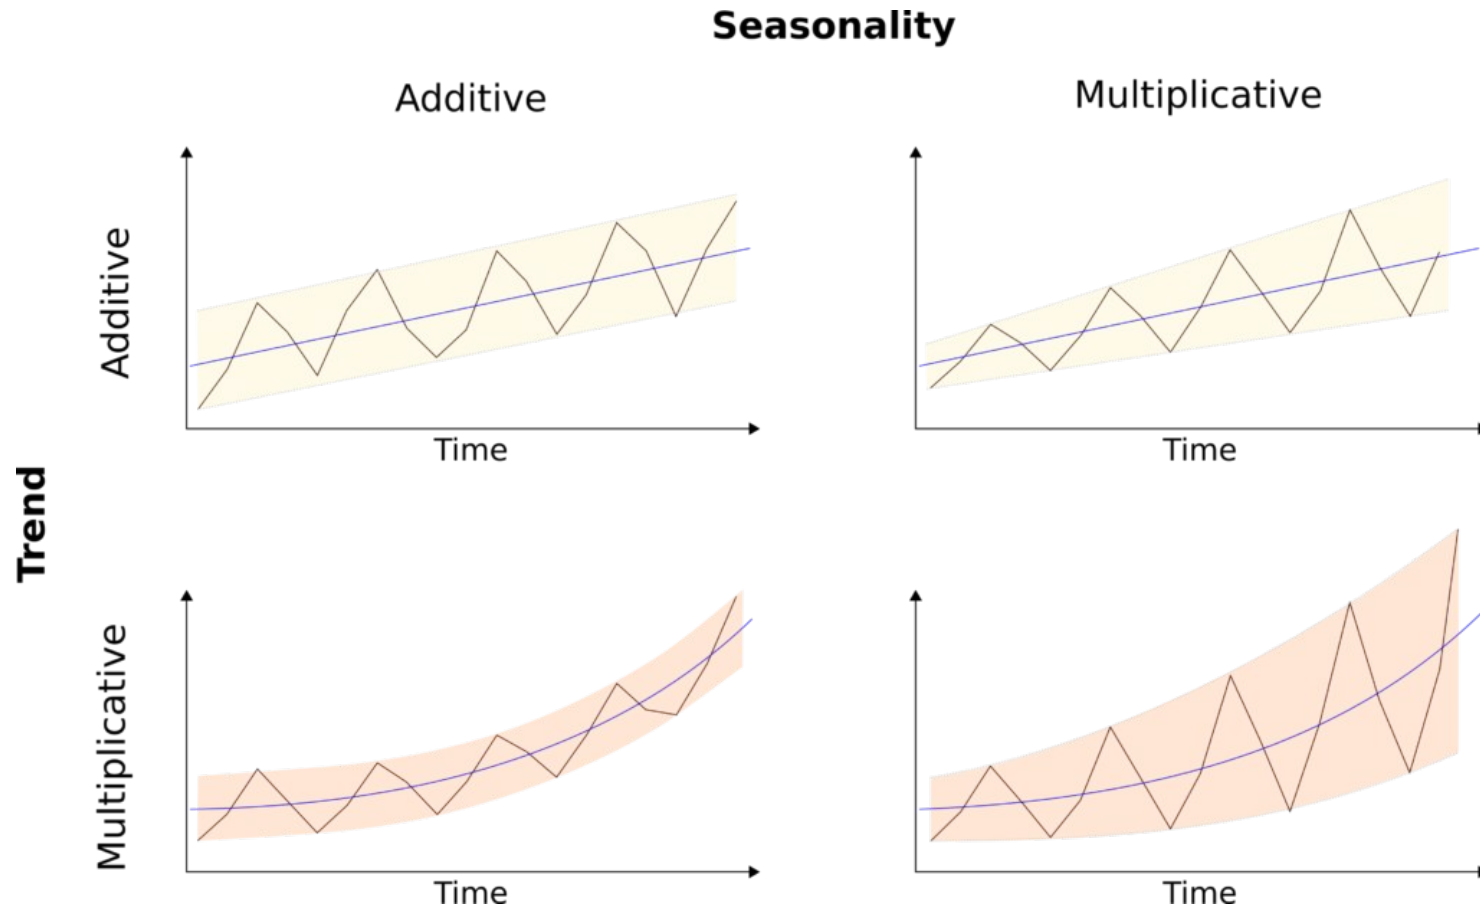 Seasonality
Additive
Multiplicative
Trend
Additive
Time
Time
Multiplicative
Time
Time